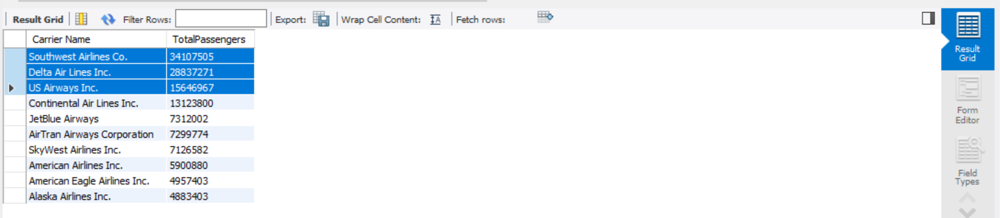 Result Grid Filter Rows: Export: Wrap Cell Content: Fetch rows:
Carrier Name TotalPassengers
Southwest Airlines Co. 34107505
Delta Air Lines Inc. 28837271
US Airways Inc. 15646967
Continental Air Lines Inc. 13123800
JetBlue Airways 7312002
AirTran Airways Corporation 7299774
SkyWest Airlines Inc. 7126582
American Airlines Inc. 5900880
American Eagle Airlines Inc. 4957403
Alaska Airlines Inc. 4883403
Result
Grid
Form
Editor
Field
Types